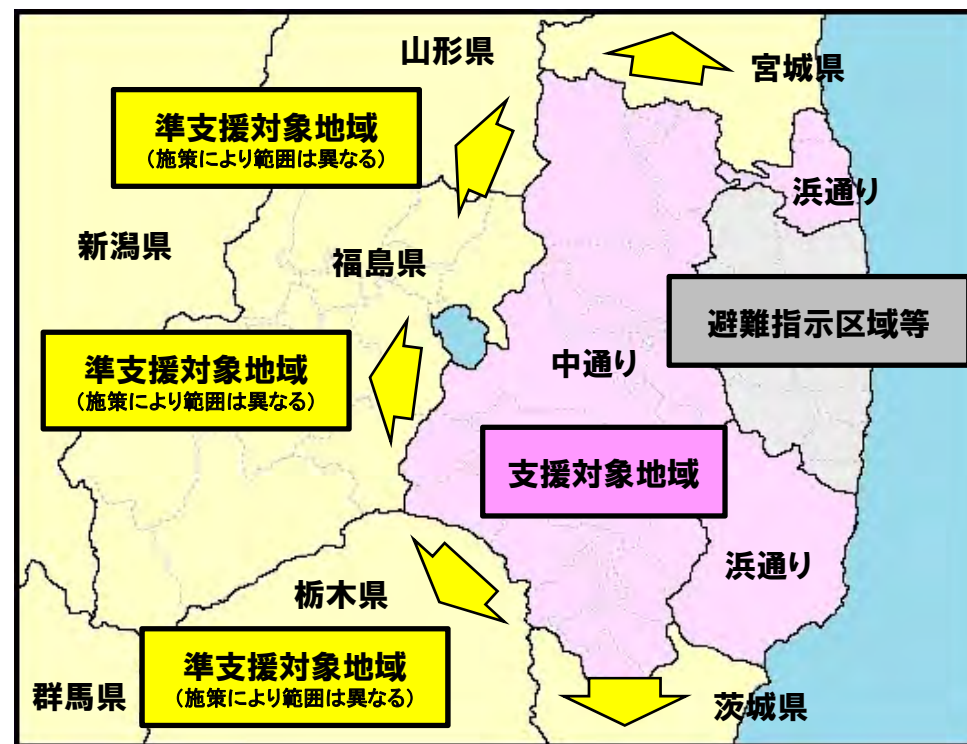 山形県
宮城県
準支援対象地域
(施策により範囲は異なる)
浜通り
新潟県
福島県
避難指示区域等
中通り
準支援対象地域
(施策により範囲は異なる)
支援対象地域
浜通り
栃木県
準支援対象地域
(施策により範囲は異なる)
群馬県
茨城県